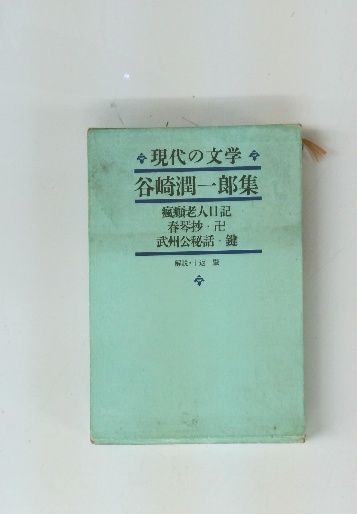 現代の文学
谷崎潤一郎集
瘋癲老人日記
春琴抄・卍
武州公秘話・鍵
解説・十返 肇